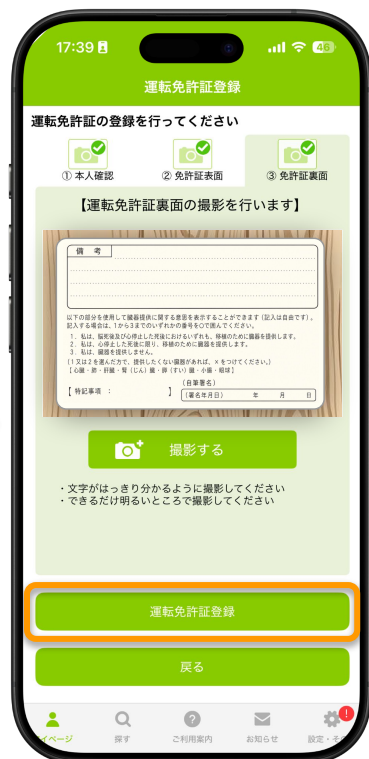 17:39
46
運転免許証登録
運転免許証の登録を行ってください
① 本人確認
② 免許証表面
③ 免許証裏面
【運転免許証裏面の撮影を行います】
備 考
以下の部分を使用して臓器提供に関する意思を表示することができます(記入は自由です)。
記入する場合は、1から3までのいずれかの番号を○で囲んでください。
1. 私は、脳死後及び心停止した死後のいずれでも、移植のために臓器を提供します。
2. 私は、心停止した死後に限り、移植のために臓器を提供します。
3. 私は、臓器を提供しません。
(1又は2を選んだ方で、提供したくない臓器があれば、×をつけてください。)
【心臓・肺・肝臓・腎(じん)臓・膵(すい)臓・小腸・眼球】
【特記事項 : 】
(自筆署名)
(署名年月日) 年 月 日
撮影する
・文字がはっきり分かるように撮影してください
・できるだけ明るいところで撮影してください
運転免許証登録
戻る
イページ
探す
ご利用案内
お知らせ
設定・そ